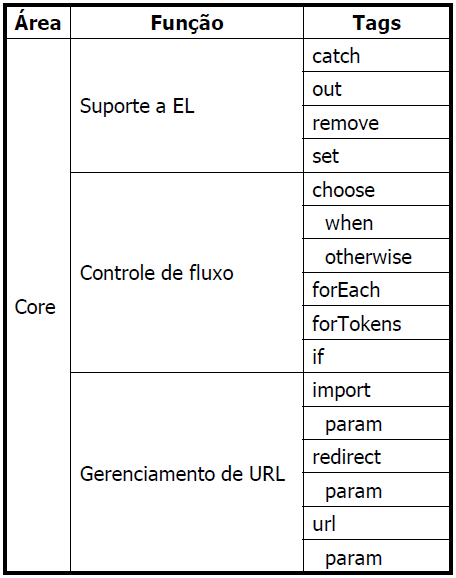 Área Função Tags
Core
Suporte a EL
catch
out
remove
set
Controle de fluxo
choose
when
otherwise
forEach
forTokens
if
Gerenciamento de URL
import
param
redirect
param
url
param